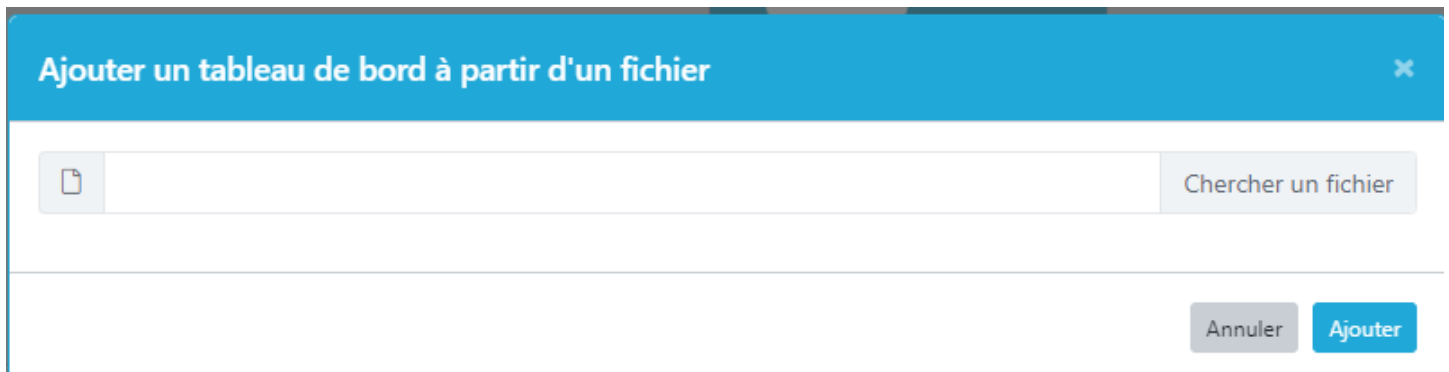 Ajouter un tableau de bord à partir d'un fichier
Chercher un fichier
Annuler Ajouter